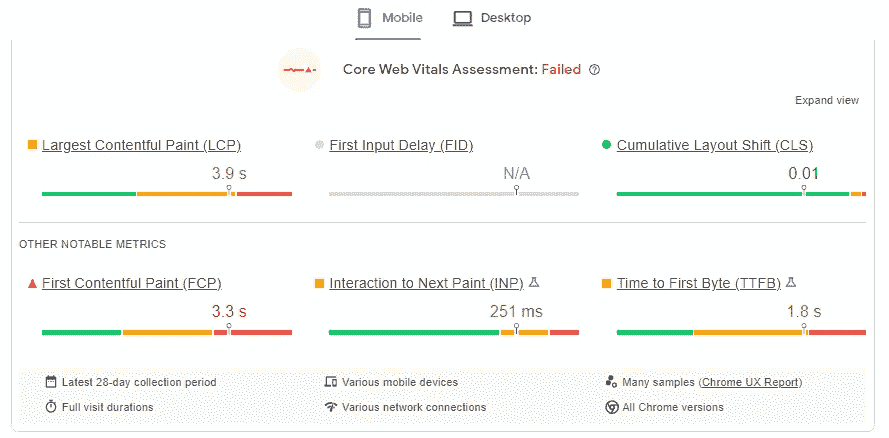 Mobile Desktop
Core Web Vitals Assessment: Failed
Expand view
Largest Contentful Paint (LCP) First Input Delay (FID) Cumulative Layout Shift (CLS)
3.9 s N/A 0.01
OTHER NOTABLE METRICS
First Contentful Paint (FCP) Interaction to Next Paint (INP) Time to First Byte (TTFB)
3.3 s 251 ms 1.8 s
Latest 28-day collection period Various mobile devices Many samples (Chrome UX Report)
Full visit durations Various network connections All Chrome versions